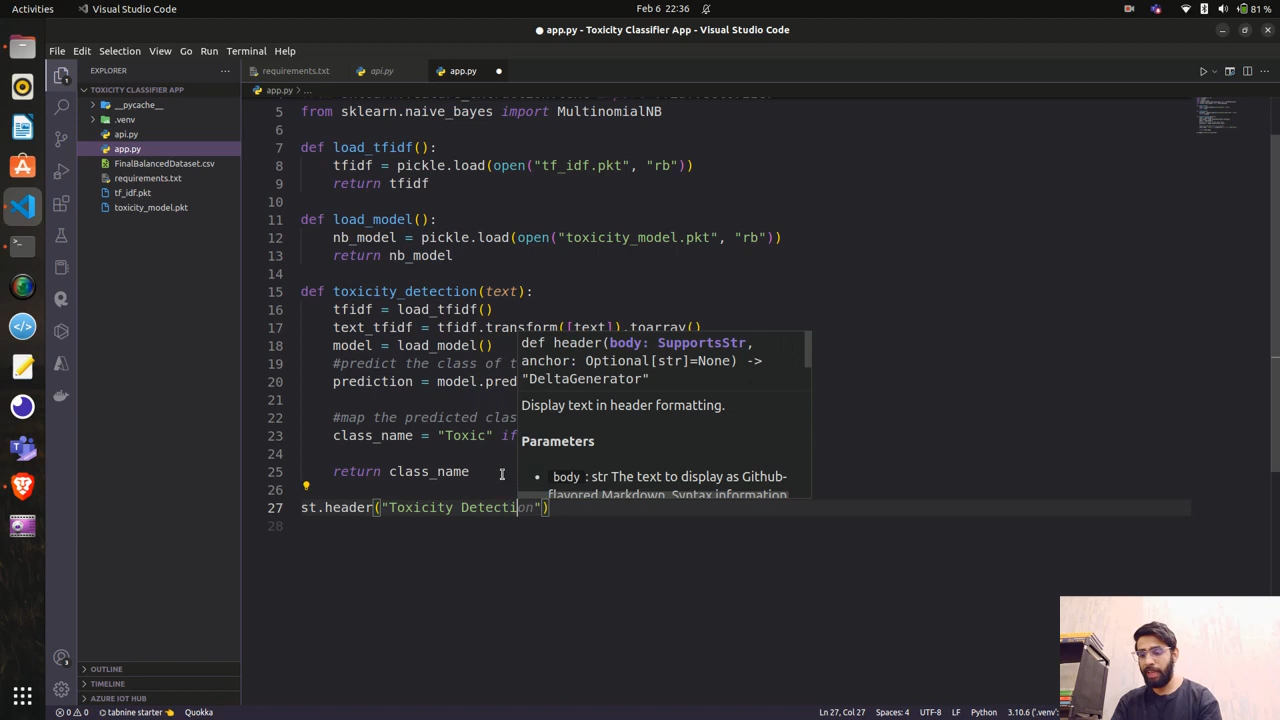 Activities
Visual Studio Code
Feb 6 22:36
81 %
app.py - Toxicity Classifier App - Visual Studio Code
File Edit Selection View Go Run Terminal Help
EXPLORER
requirements.txt
api.py
app.py
TOXICITY CLASSIFIER APP
app.py > ...
__pycache__
.venv
api.py
app.py
FinalBalancedDataset.csv
requirements.txt
tf_idf.pkt
toxicity_model.pkt
5 from sklearn.naive_bayes import MultinomialNB
6
7 def load_tfidf():
8 tfidf = pickle.load(open("tf_idf.pkt", "rb"))
9 return tfidf
10
11 def load_model():
12 nb_model = pickle.load(open("toxicity_model.pkt", "rb"))
13 return nb_model
14
15 def toxicity_detection(text):
16 tfidf = load_tfidf()
17 text_tfidf = tfidf.transform([text]).toarray()
18 model = load_model()
19 #predict the class of t
20 prediction = model.pred
21
22 #map the predicted clas
23 class_name = "Toxic" if
24
25 return class_name
26
27 st.header("Toxicity Detection")
28
def header(body: SupportsStr,
anchor: Optional[str]=None) ->
"DeltaGenerator"
Display text in header formatting.
Parameters
body : str The text to display as Github-
flavored Markdown. Syntax information
OUTLINE
TIMELINE
AZURE IOT HUB
0 0
tabnine starter
Quokka
Ln 27, Col 27
Spaces: 4
UTF-8
LF
Python
3.10.6 ('.venv':